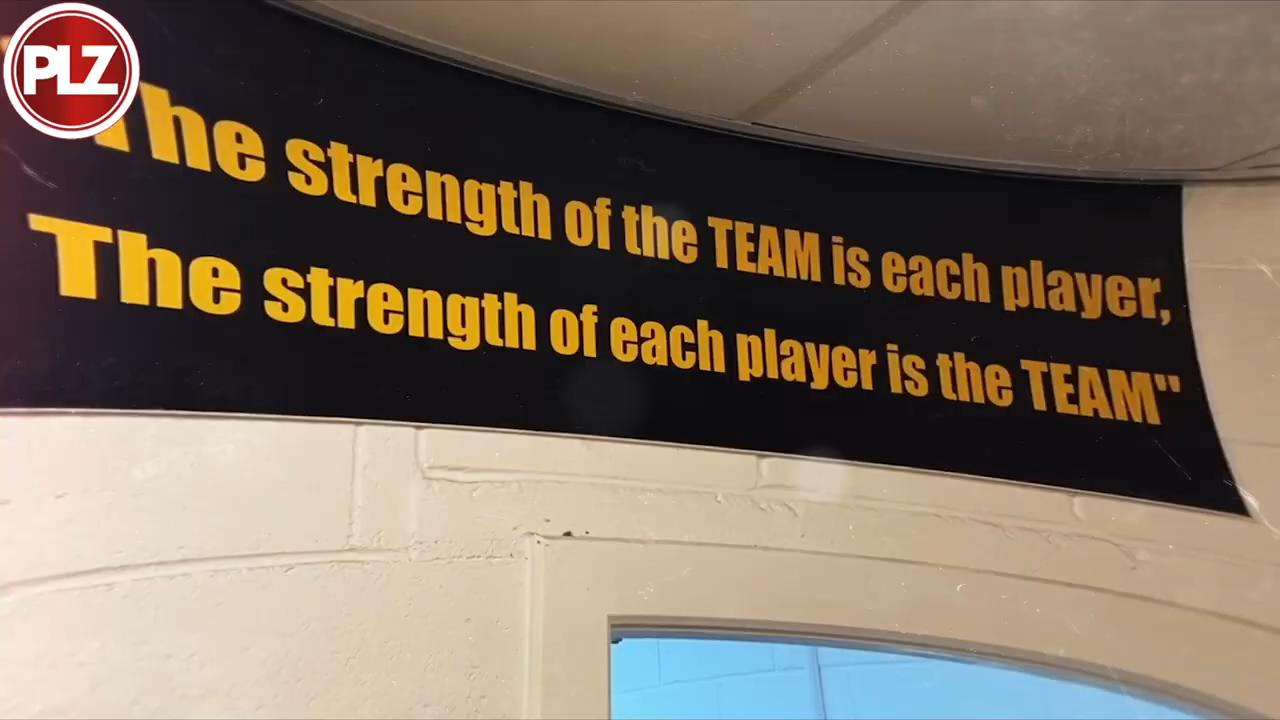 PLZ
The strength of the TEAM is each player,
The strength of each player is the TEAM"